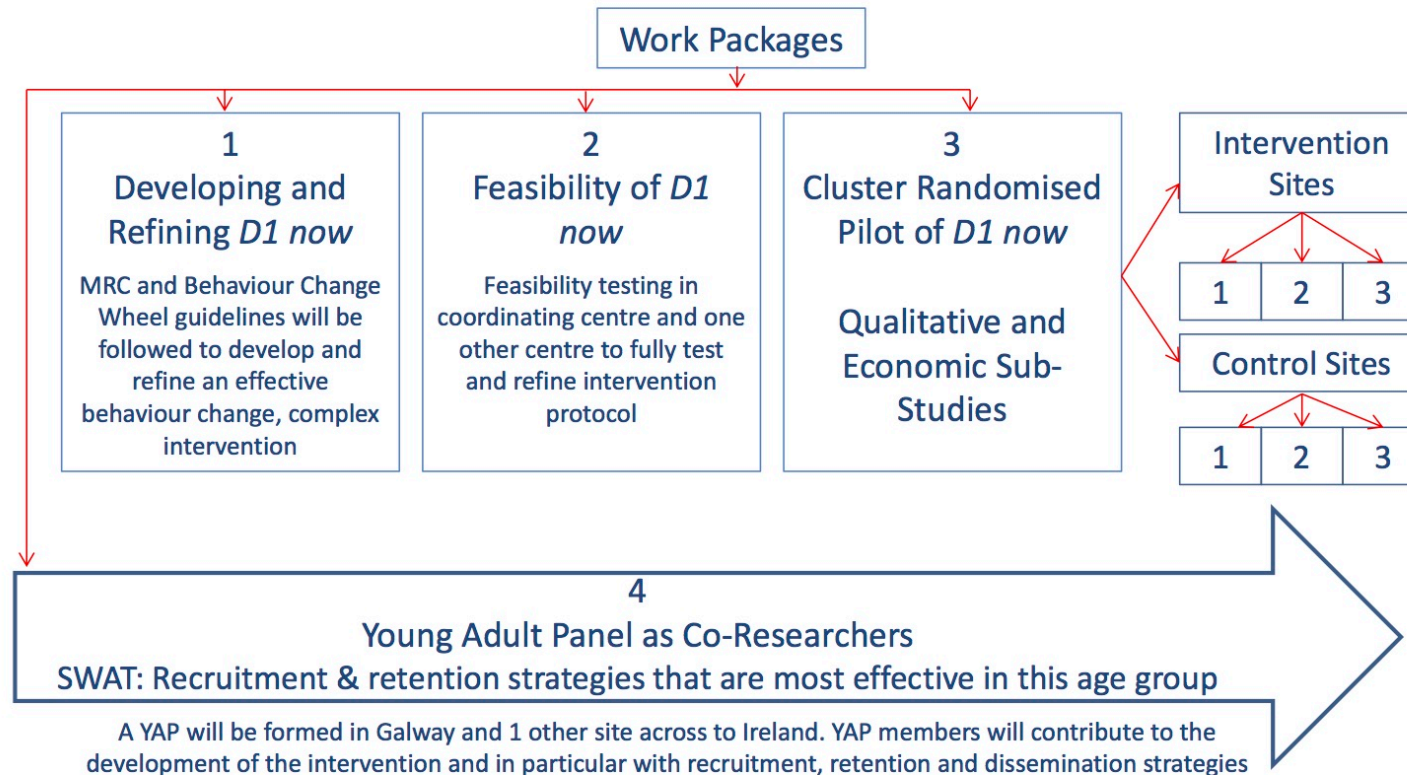 Work Packages
1
Developing and
Refining D1 now
MRC and Behaviour Change
Wheel guidelines will be
followed to develop and
refine an effective
behaviour change, complex
intervention
2
Feasibility of D1
now
Feasibility testing in
coordinating centre and one
other centre to fully test
and refine intervention
protocol
3
Cluster Randomised
Pilot of D1 now
Qualitative and
Economic Sub-
Studies
Intervention
Sites
1 2 3
Control Sites
1 2 3
4
Young Adult Panel as Co-Researchers
SWAT: Recruitment & retention strategies that are most effective in this age group
A YAP will be formed in Galway and 1 other site across to Ireland. YAP members will contribute to the
development of the intervention and in particular with recruitment, retention and dissemination strategies